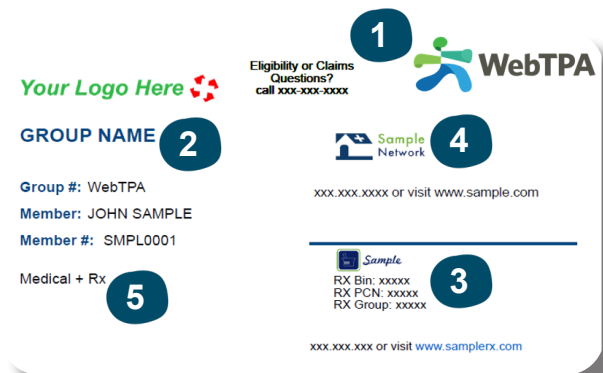 1
Eligibility or Claims
Questions?
call xxx-xxx-xxxx
WebTPA
Your Logo Here
GROUP NAME
2
Sample
Network
4
Group #: WebTPA
xxx.xxx.xxxx or visit www.sample.com
Member: JOHN SAMPLE
Member #: SMPL0001
Medical + Rx
5
Sample
RX Bin: xxxxx
RX PCN: xxxxx
RX Group: xxxxx
3
xxx.xxx.xxx or visit www.samplerx.com